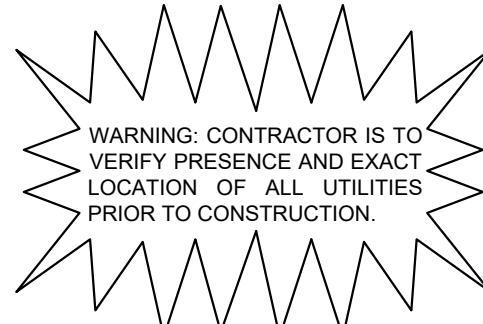 WARNING: CONTRACTOR IS TO
VERIFY PRESENCE AND EXACT
LOCATION OF ALL UTILITIES
PRIOR TO CONSTRUCTION.